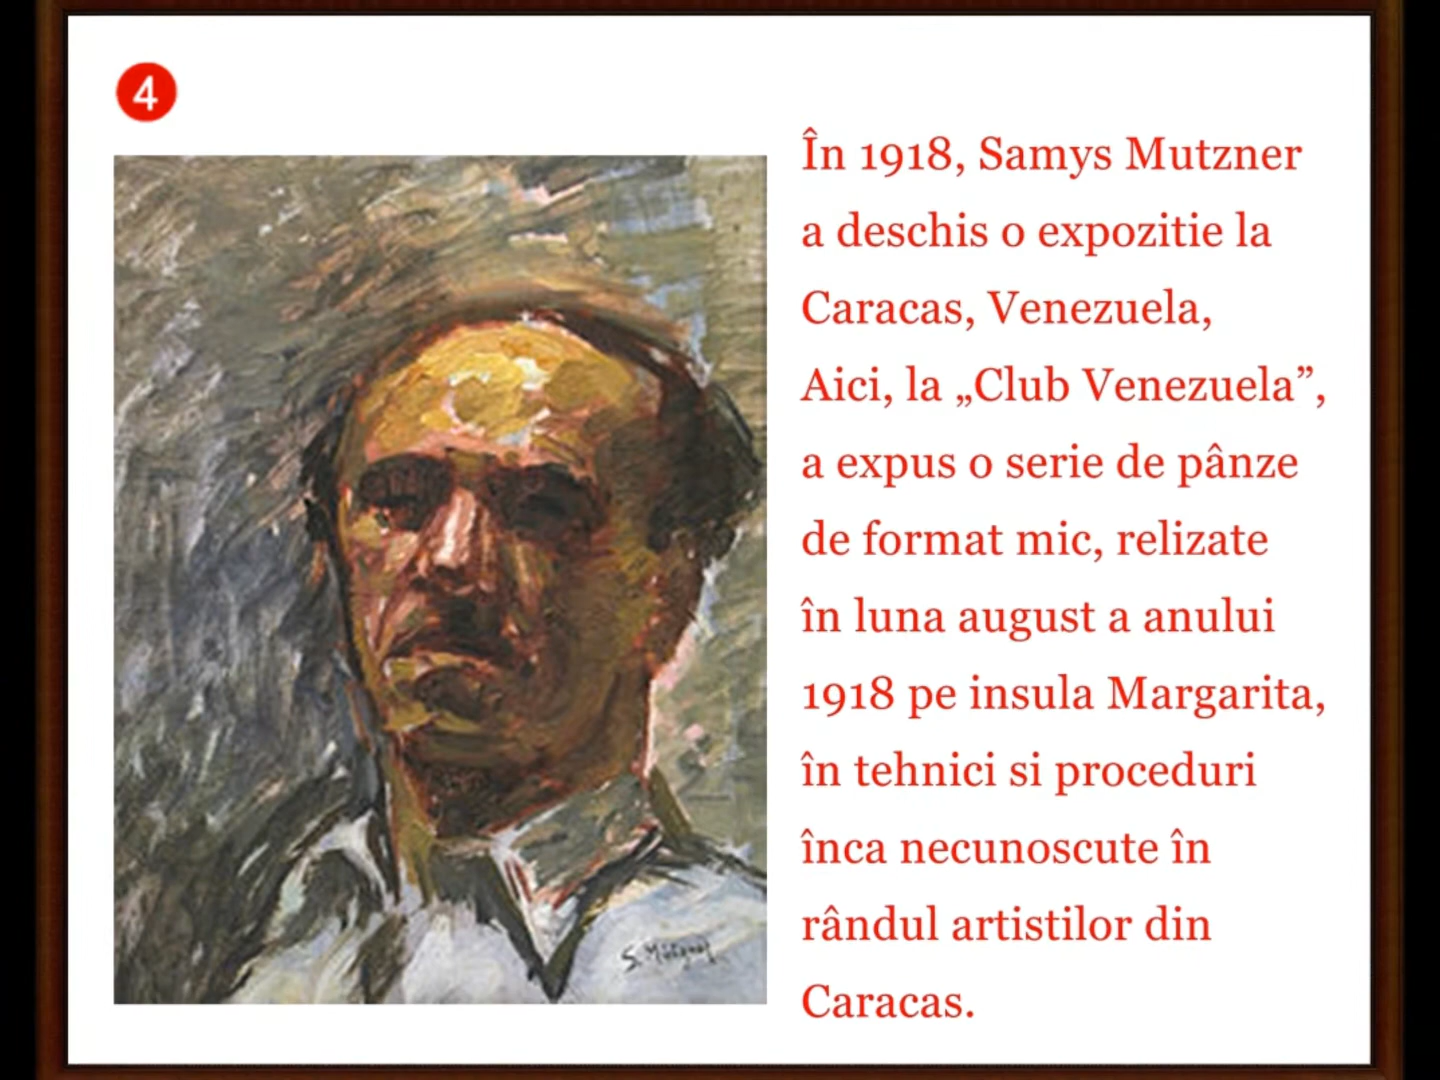 4
În 1918, Samys Mutzner
a deschis o expozitie la
Caracas, Venezuela,
Aici, la „Club Venezuela”,
a expus o serie de pânze
de format mic, relizate
în luna august a anului
1918 pe insula Margarita,
în tehnici si proceduri
înca necunoscute în
rândul artistilor din
Caracas.
S. Mützner